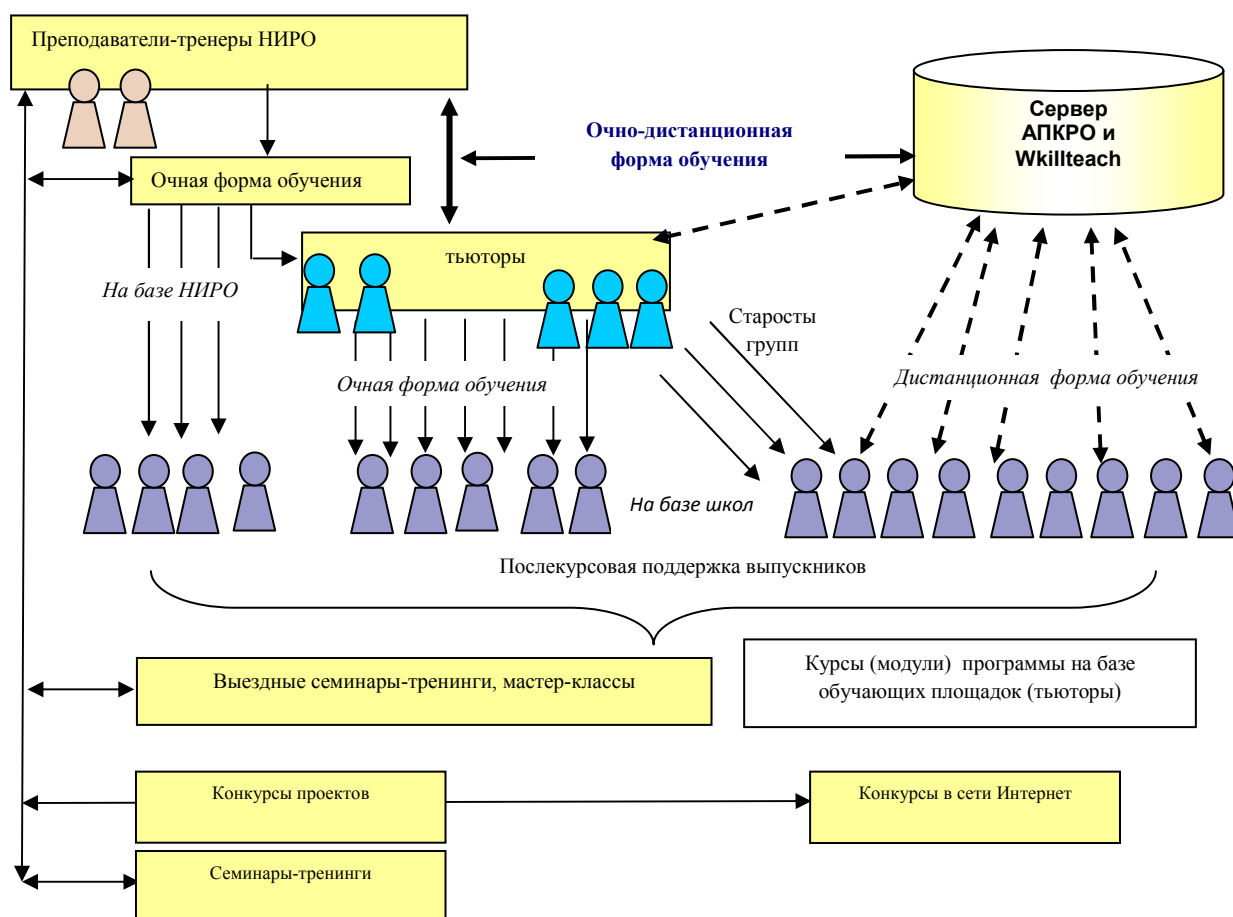 Преподаватели-тренеры НИРО
Сервер
АПКРО и
Wkillteach
Очно-дистанционная
форма обучения
Очная форма обучения
тьюторы
На базе НИРО
Старосты
групп
Очная форма обучения
Дистанционная форма обучения
На базе школ
Послекурсовая поддержка выпускников
Выездные семинары-тренинги, мастер-классы
Курсы (модули) программы на базе
обучающих площадок (тьюторы)
Конкурсы проектов
Конкурсы в сети Интернет
Семинары-тренинги